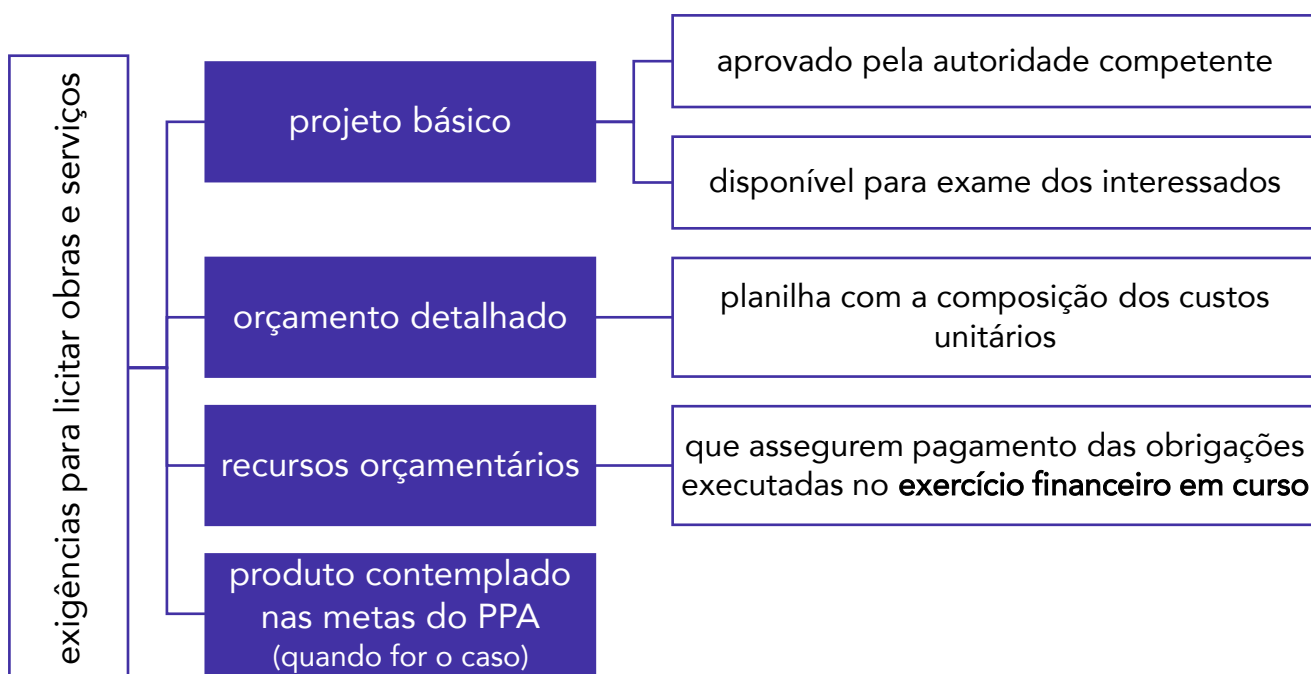 exigências para licitar obras e serviços
projeto básico
aprovado pela autoridade competente
disponível para exame dos interessados
orçamento detalhado
planilha com a composição dos custos
unitários
recursos orçamentários
que assegurem pagamento das obrigações
executadas no exercício financeiro em curso
produto contemplado
nas metas do PPA
(quando for o caso)